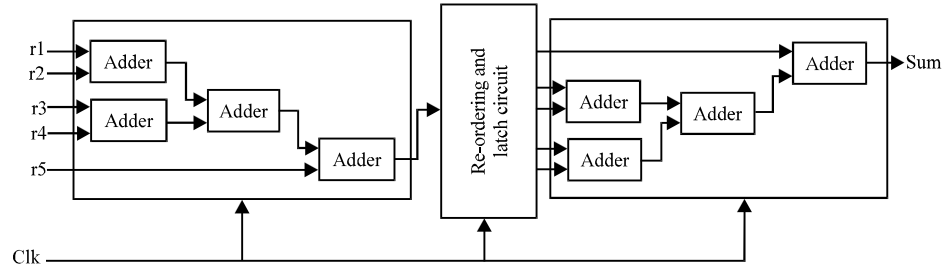 r1
r2
r3
r4
r5
Adder
Adder
Adder
Adder
Re-ordering and
latch circuit
Adder
Adder
Adder
Adder
Sum
Clk